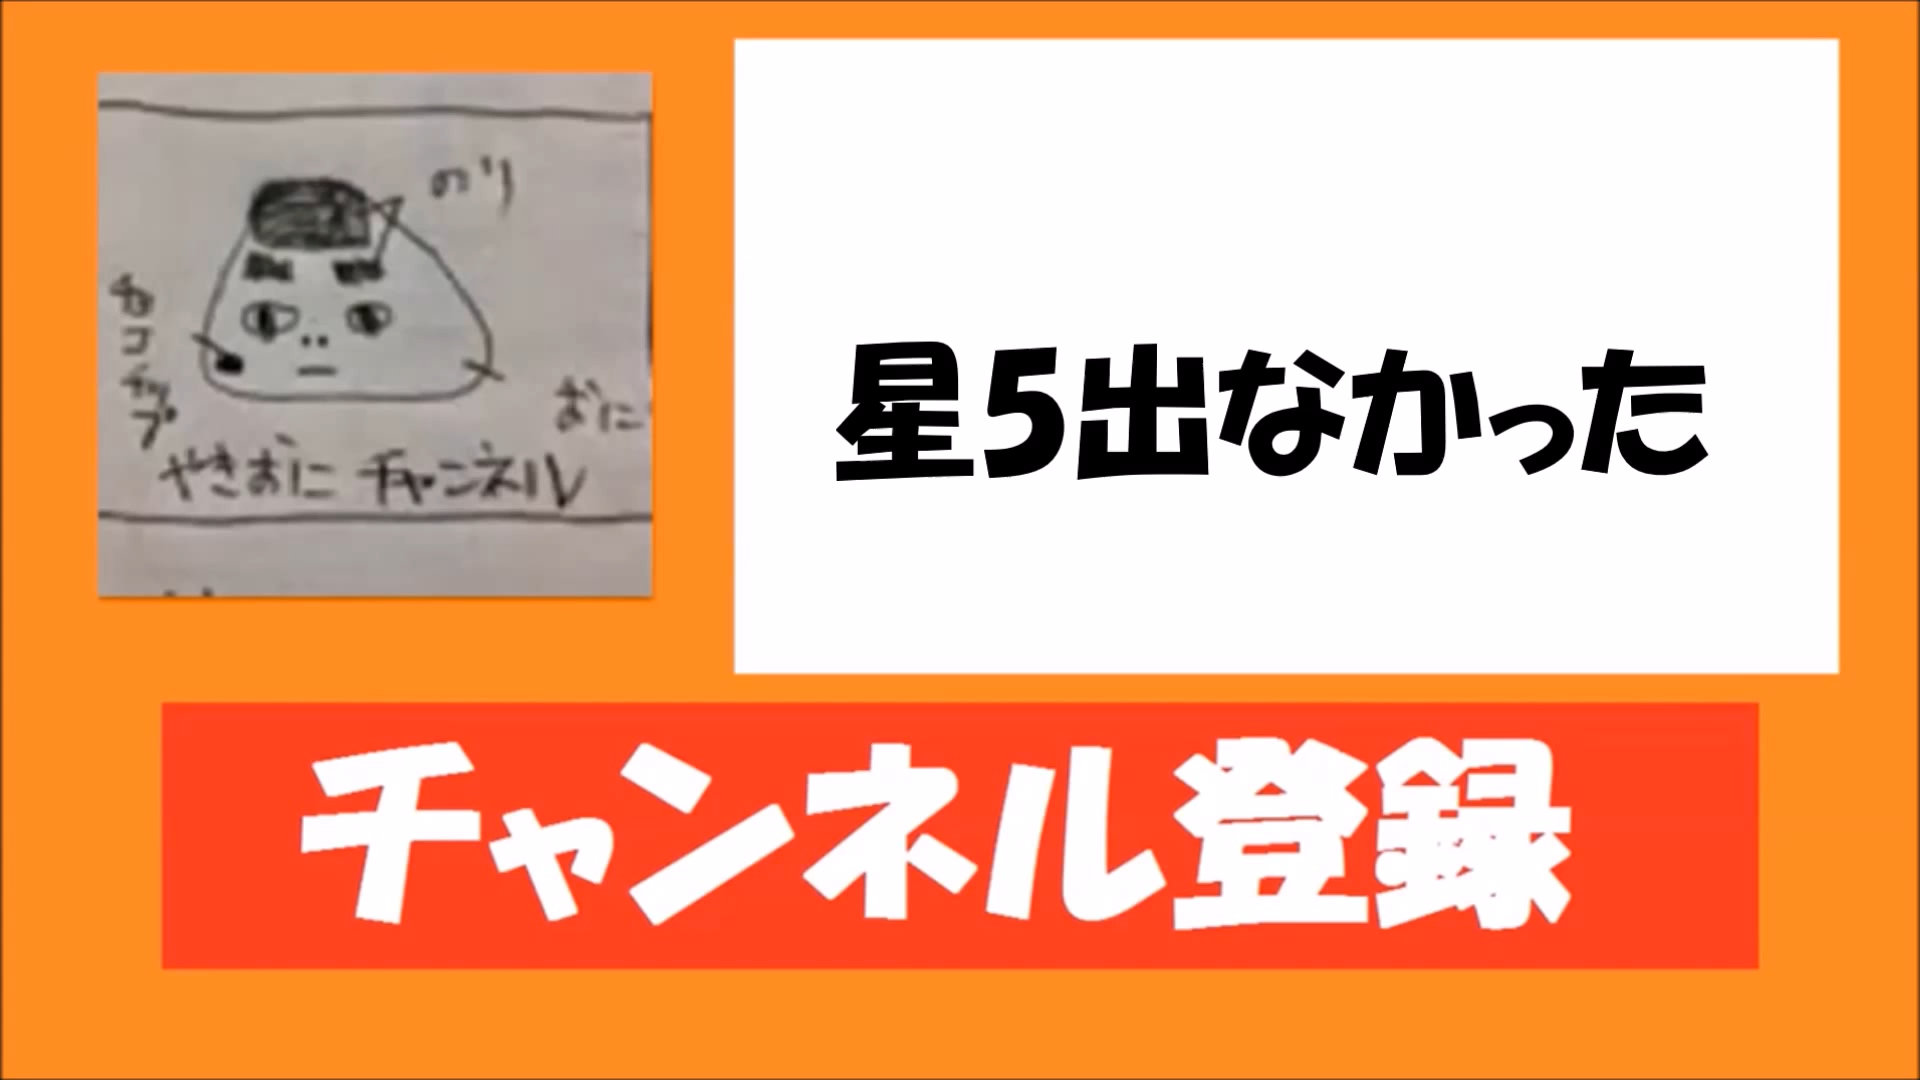 のり
チョコチップ
おに
やきおにチャンネル
星5出なかった
チャンネル登録